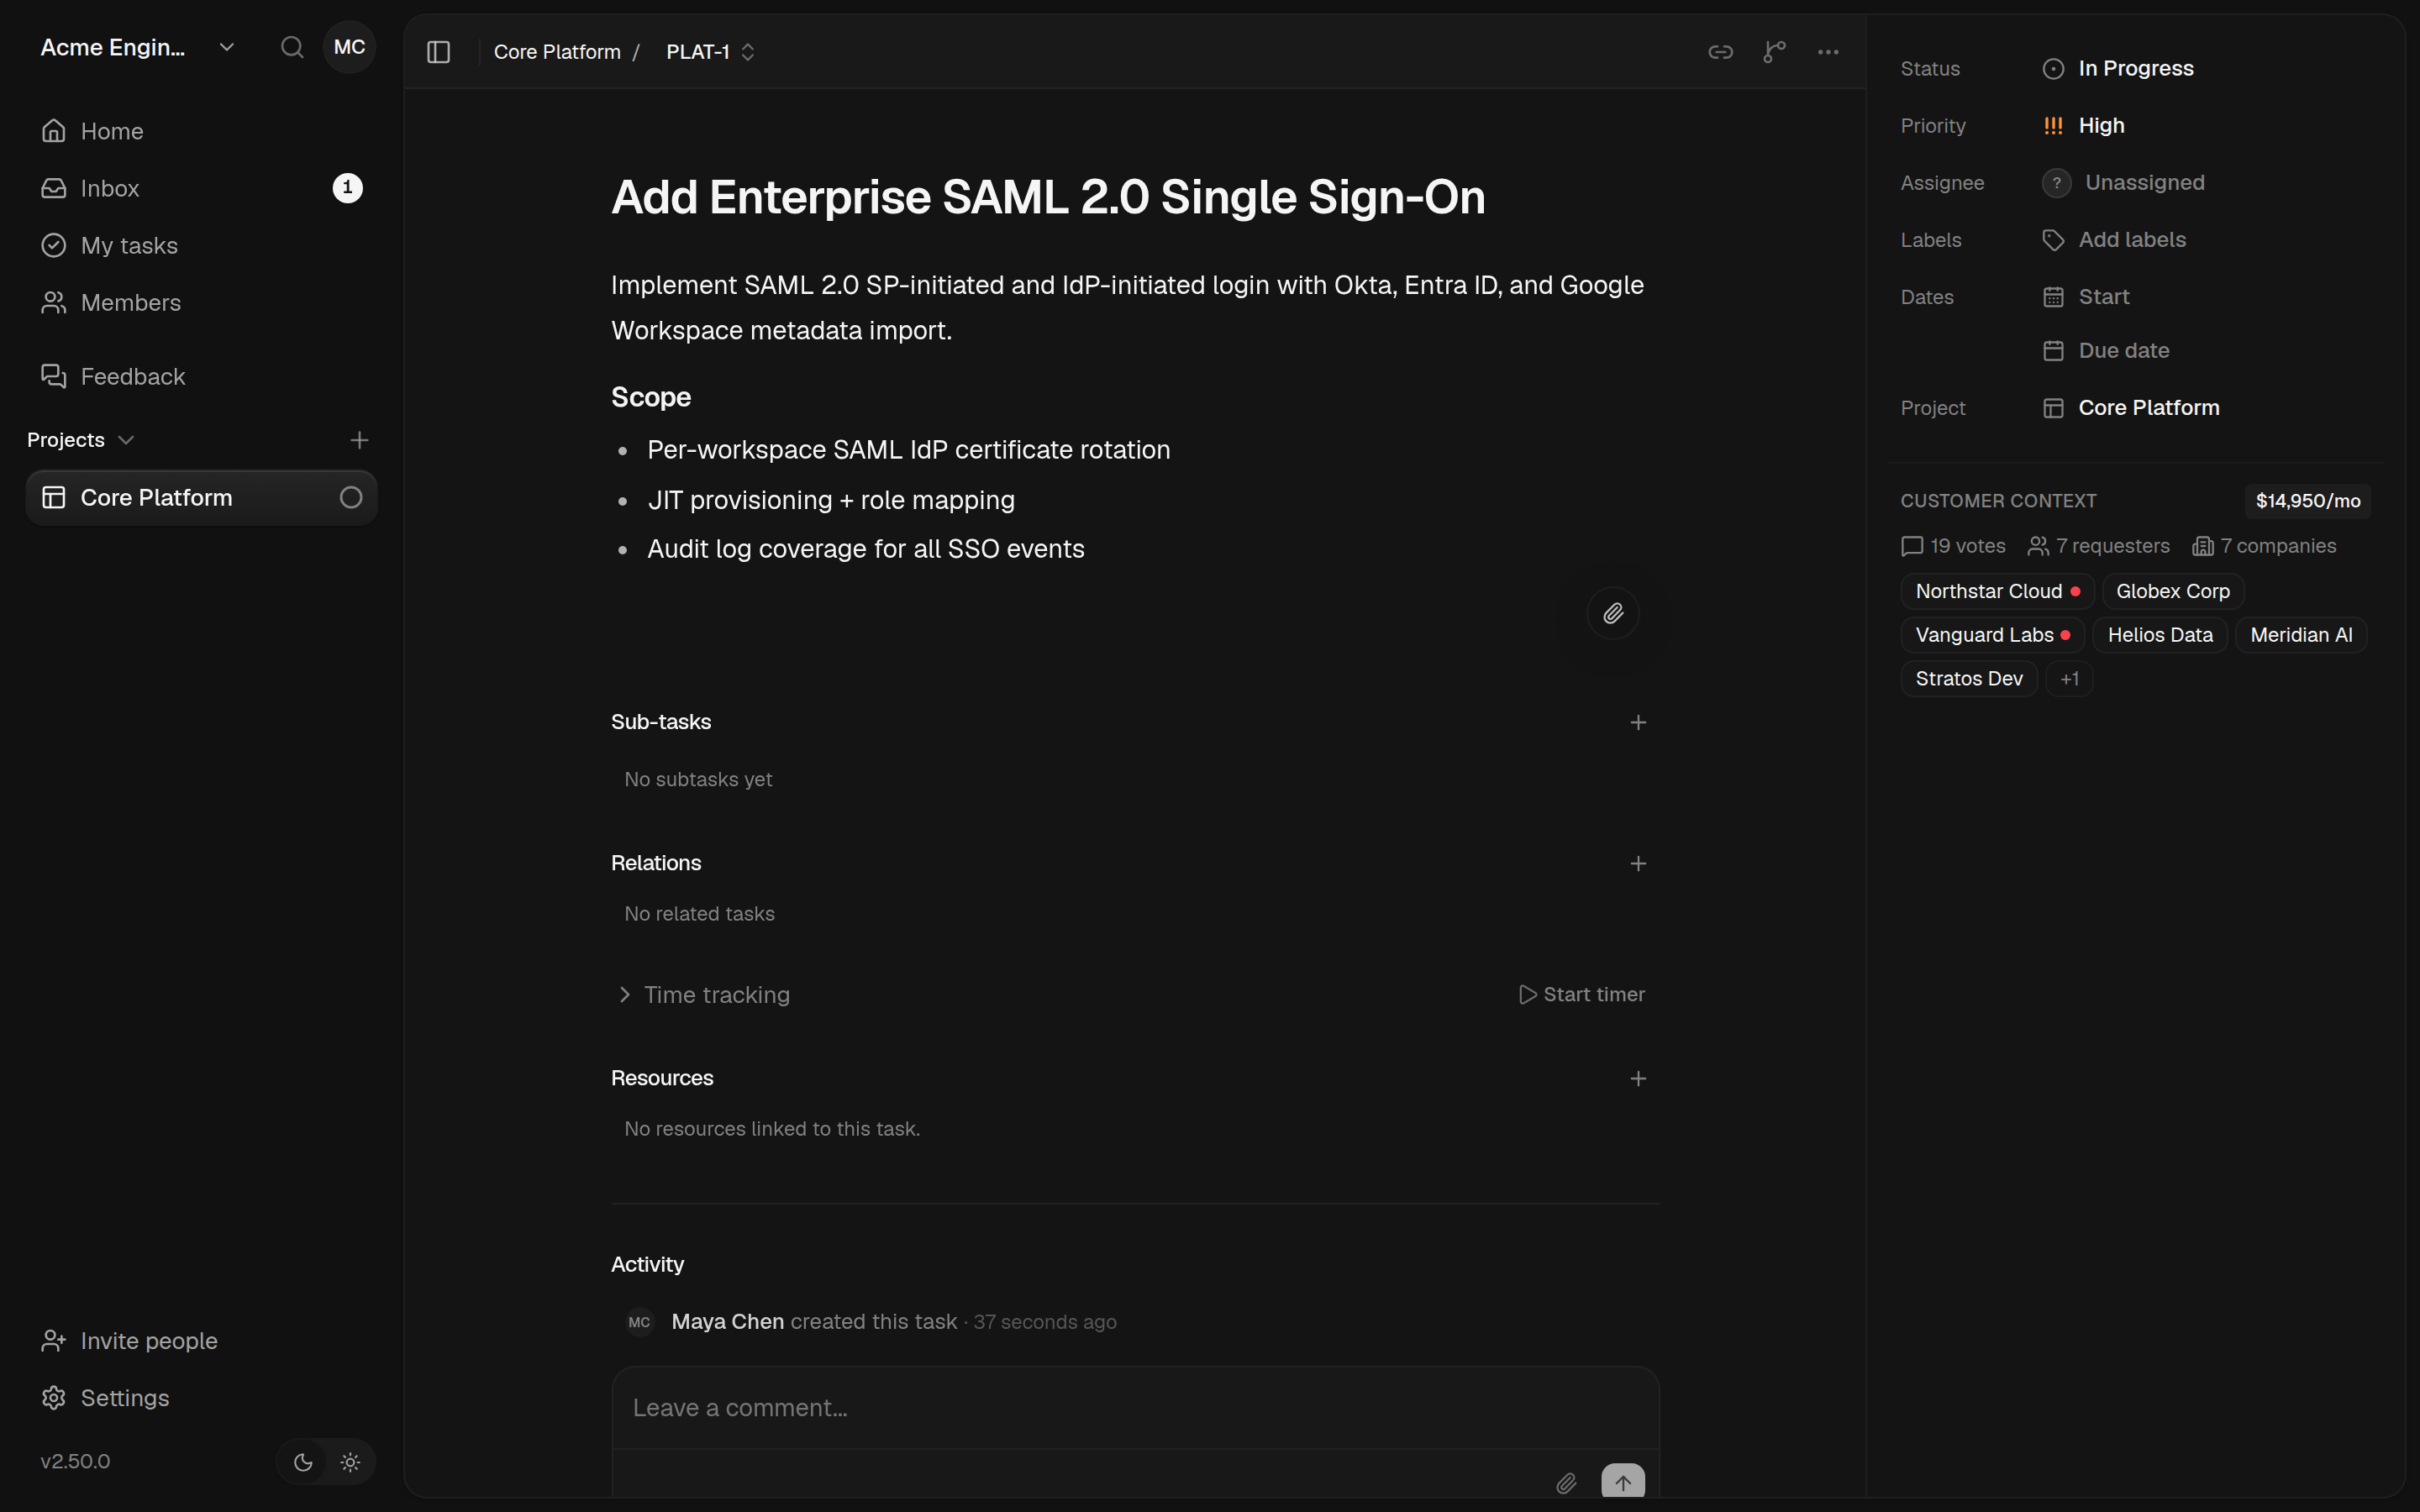 Acme Engin...
MC
Home
Inbox
1
My tasks
Members
Feedback
Projects
Core Platform
Invite people
Settings
v2.50.0
Core Platform / PLAT-1
Add Enterprise SAML 2.0 Single Sign-On
Implement SAML 2.0 SP-initiated and IdP-initiated login with Okta, Entra ID, and Google
Workspace metadata import.
Scope
Per-workspace SAML IdP certificate rotation
JIT provisioning + role mapping
Audit log coverage for all SSO events
Sub-tasks
No subtasks yet
Relations
No related tasks
Time tracking
Start timer
Resources
No resources linked to this task.
Activity
MC Maya Chen created this task · 37 seconds ago
Leave a comment...
Status In Progress
Priority High
Assignee ? Unassigned
Labels Add labels
Dates Start
Due date
Project Core Platform
CUSTOMER CONTEXT $14,950/mo
19 votes 7 requesters 7 companies
Northstar Cloud Globex Corp
Vanguard Labs Helios Data Meridian AI
Stratos Dev +1